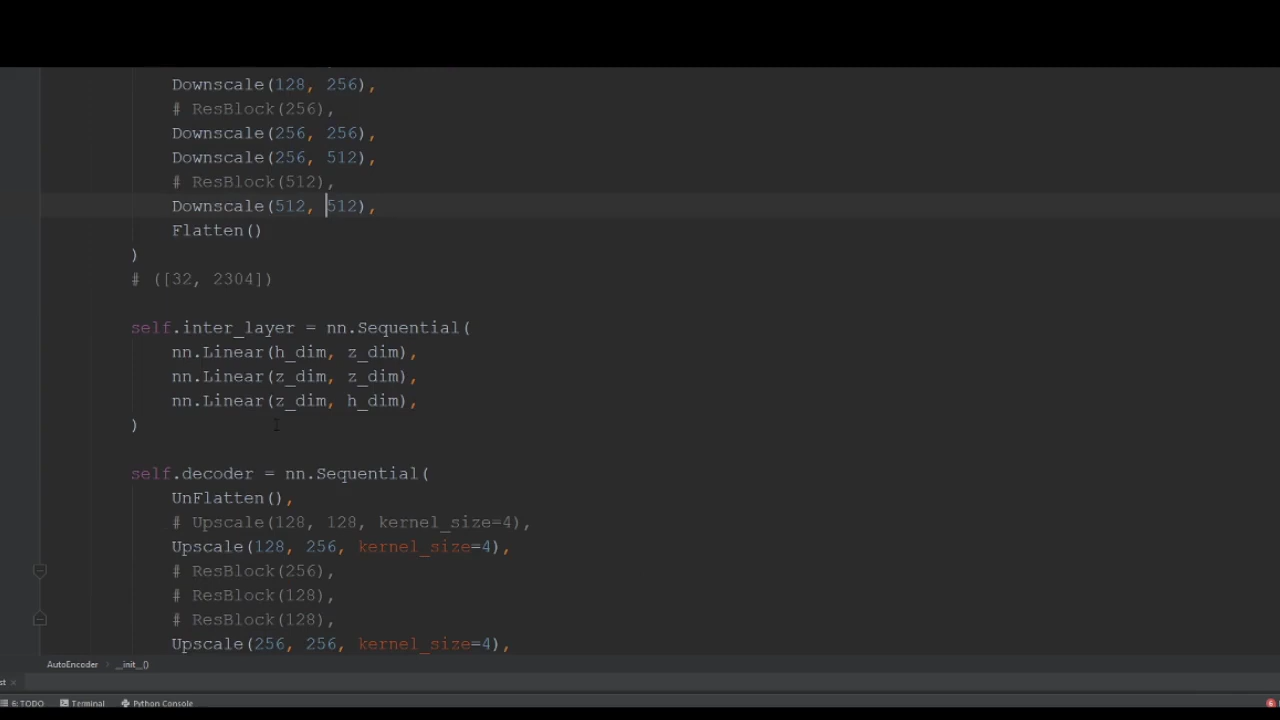 Downscale(128, 256),
# ResBlock(256),
Downscale(256, 256),
Downscale(256, 512),
# ResBlock(512),
Downscale(512, 512),
Flatten()
)
# ([32, 2304])
self.inter_layer = nn.Sequential(
nn.Linear(h_dim, z_dim),
nn.Linear(z_dim, z_dim),
nn.Linear(z_dim, h_dim),
)
self.decoder = nn.Sequential(
UnFlatten(),
# Upscale(128, 128, kernel_size=4),
Upscale(128, 256, kernel_size=4),
# ResBlock(256),
# ResBlock(128),
# ResBlock(128),
Upscale(256, 256, kernel_size=4),
AutoEncoder › __init__()
st ×
6: TODO Terminal Python Console 6